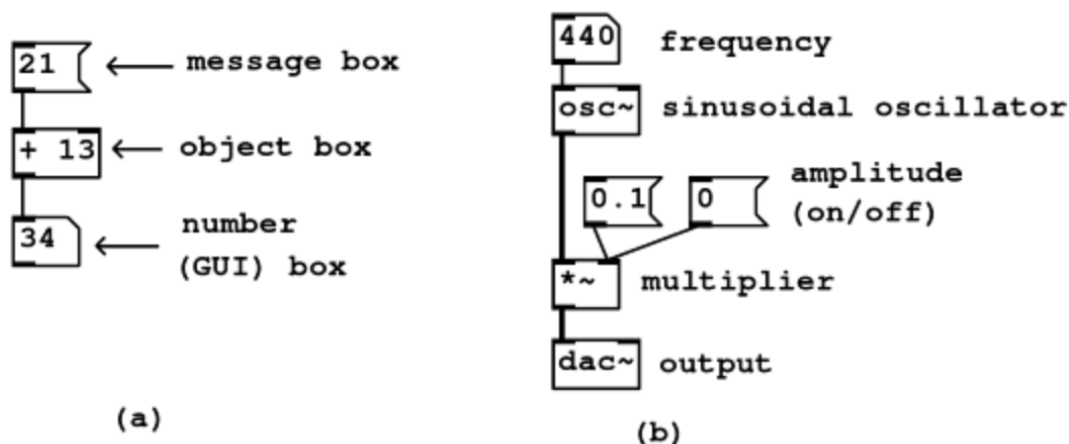 21
message box
+ 13
object box
34
number
(GUI) box
(a)
440
frequency
osc~
sinusoidal oscillator
0.1
0
amplitude
(on/off)
*~
multiplier
dac~
output
(b)